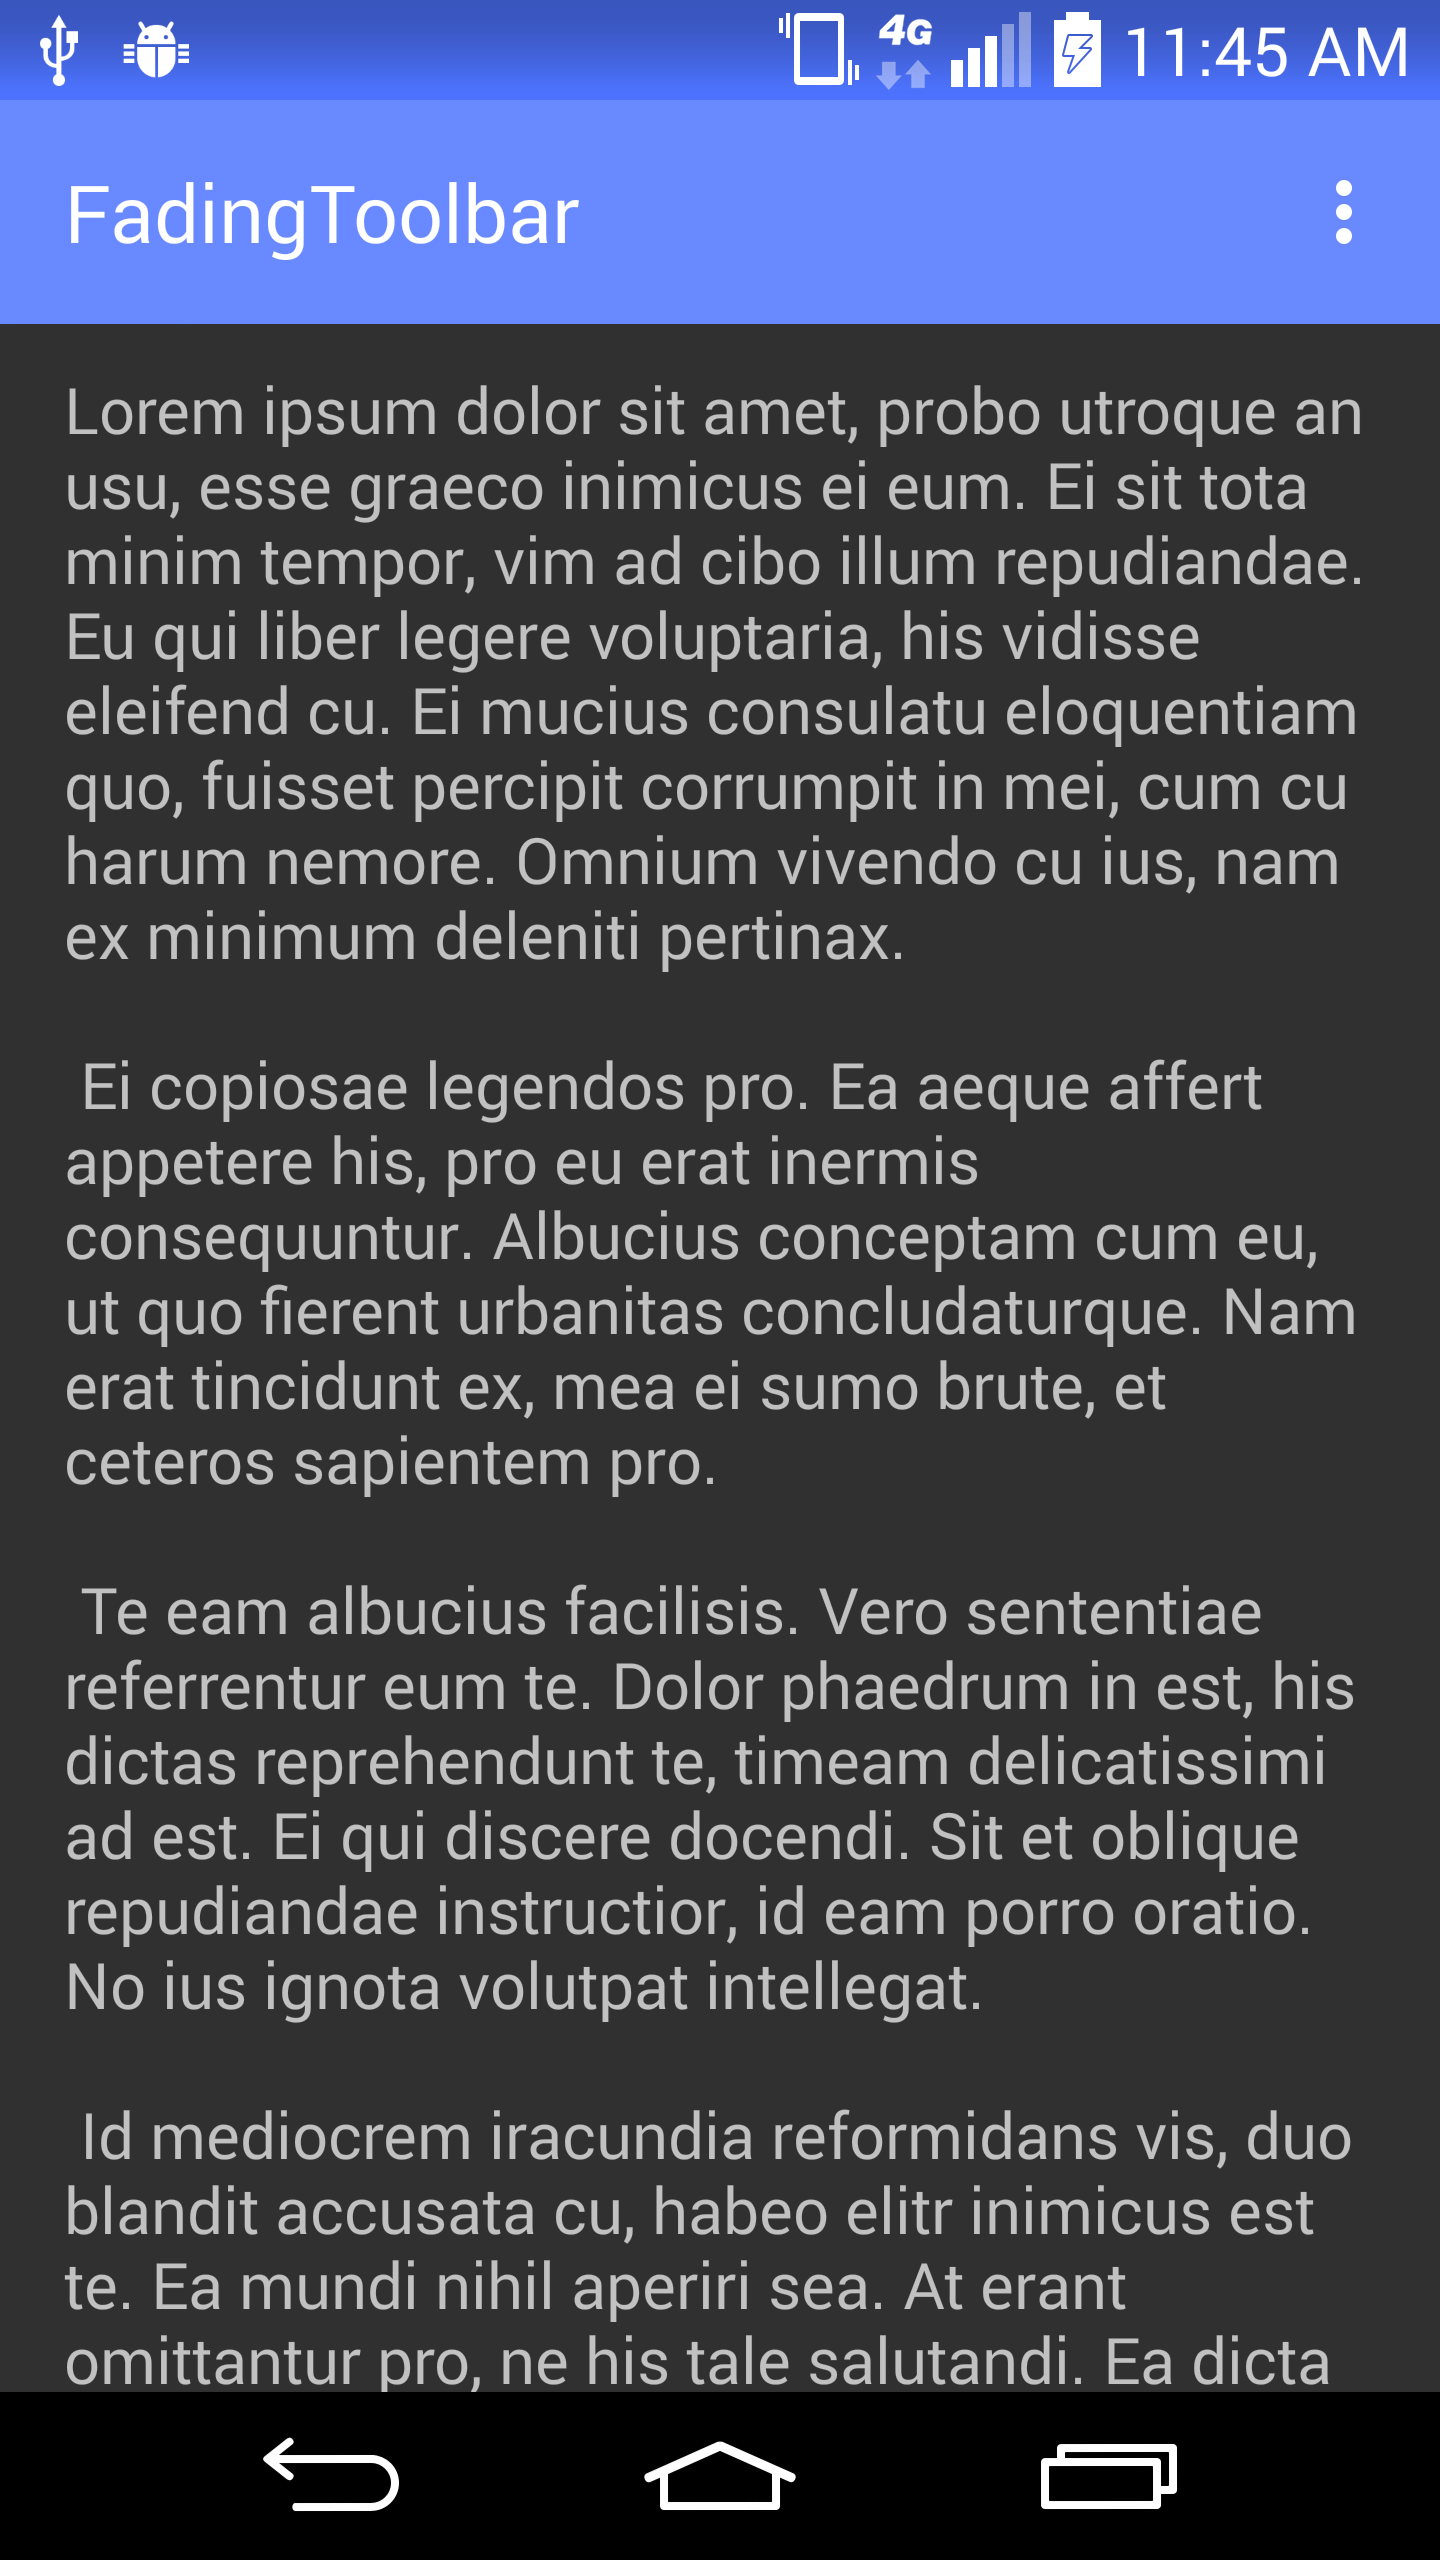 4G 11:45 AM
FadingToolbar
Lorem ipsum dolor sit amet, probo utroque an
usu, esse graeco inimicus ei eum. Ei sit tota
minim tempor, vim ad cibo illum repudiandae.
Eu qui liber legere voluptaria, his vidisse
eleifend cu. Ei mucius consulatu eloquentiam
quo, fuisset percipit corrumpit in mei, cum cu
harum nemore. Omnium vivendo cu ius, nam
ex minimum deleniti pertinax.
Ei copiosae legendos pro. Ea aeque affert
appetere his, pro eu erat inermis
consequuntur. Albucius conceptam cum eu,
ut quo fierent urbanitas concludaturque. Nam
erat tincidunt ex, mea ei sumo brute, et
ceteros sapientem pro.
Te eam albucius facilisis. Vero sententiae
referrentur eum te. Dolor phaedrum in est, his
dictas reprehendunt te, timeam delicatissimi
ad est. Ei qui discere docendi. Sit et oblique
repudiandae instructior, id eam porro oratio.
No ius ignota volutpat intellegat.
Id mediocrem iracundia reformidans vis, duo
blandit accusata cu, habeo elitr inimicus est
te. Ea mundi nihil aperiri sea. At erant
omittantur pro, ne his tale salutandi. Ea dicta